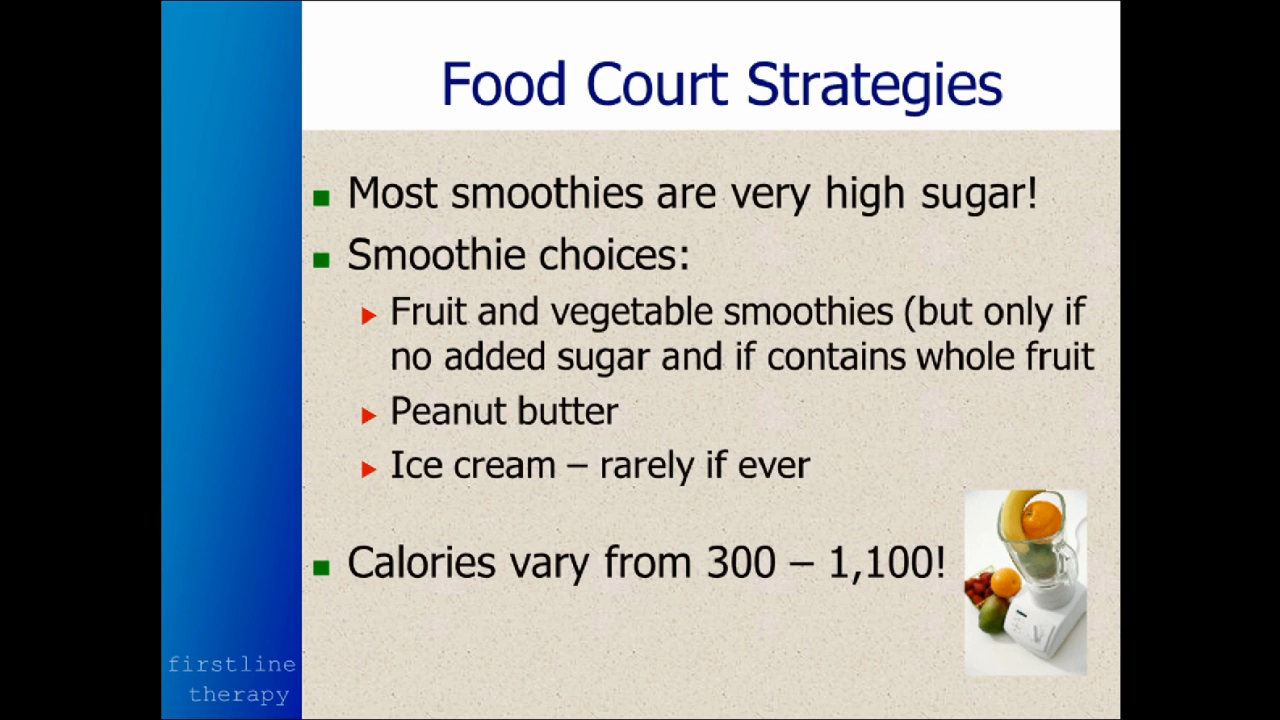 Food Court Strategies
Most smoothies are very high sugar!
Smoothie choices:
Fruit and vegetable smoothies (but only if
no added sugar and if contains whole fruit
Peanut butter
Ice cream – rarely if ever
Calories vary from 300 – 1,100!
firstline
therapy